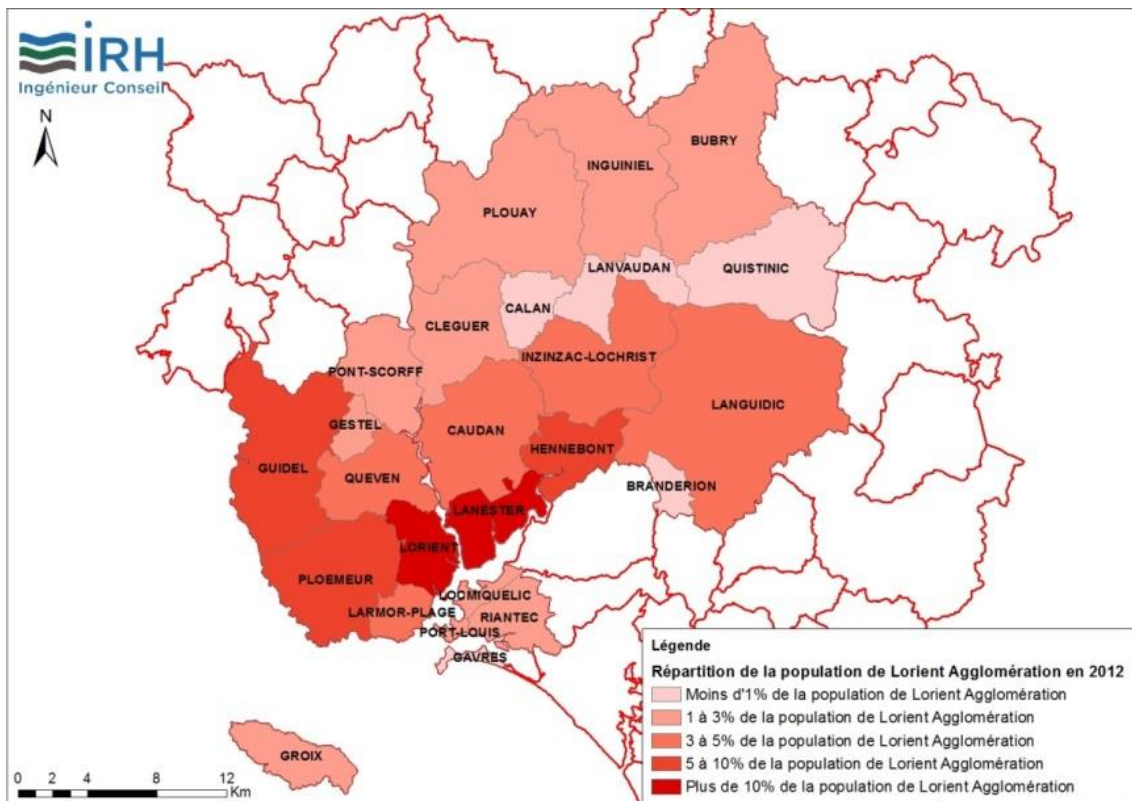 iRH
Ingénieur Conseil
N
BUBRY
INGUINIEL
PLOUAY
LANVAUDAN
QUISTINIC
CALAN
CLEGUER
INZINZAC-LOCHRIST
PONT-SCORFF
LANGUIDIC
GESTEL
CAUDAN
HENNEBONT
GUIDEL
QUEVEN
BRANDERION
LANESTER
LORIENT
PLOEMEUR
LOCMIQUELIC
LARMOR-PLAGE
RIANTEC
PORT-LOUIS
GAVRES
GROIX
0 2 4 8 12
Km
Légende
Répartition de la population de Lorient Agglomération en 2012
Moins d'1% de la population de Lorient Agglomération
1 à 3% de la population de Lorient Agglomération
3 à 5% de la population de Lorient Agglomération
5 à 10% de la population de Lorient Agglomération
Plus de 10% de la population de Lorient Agglomération